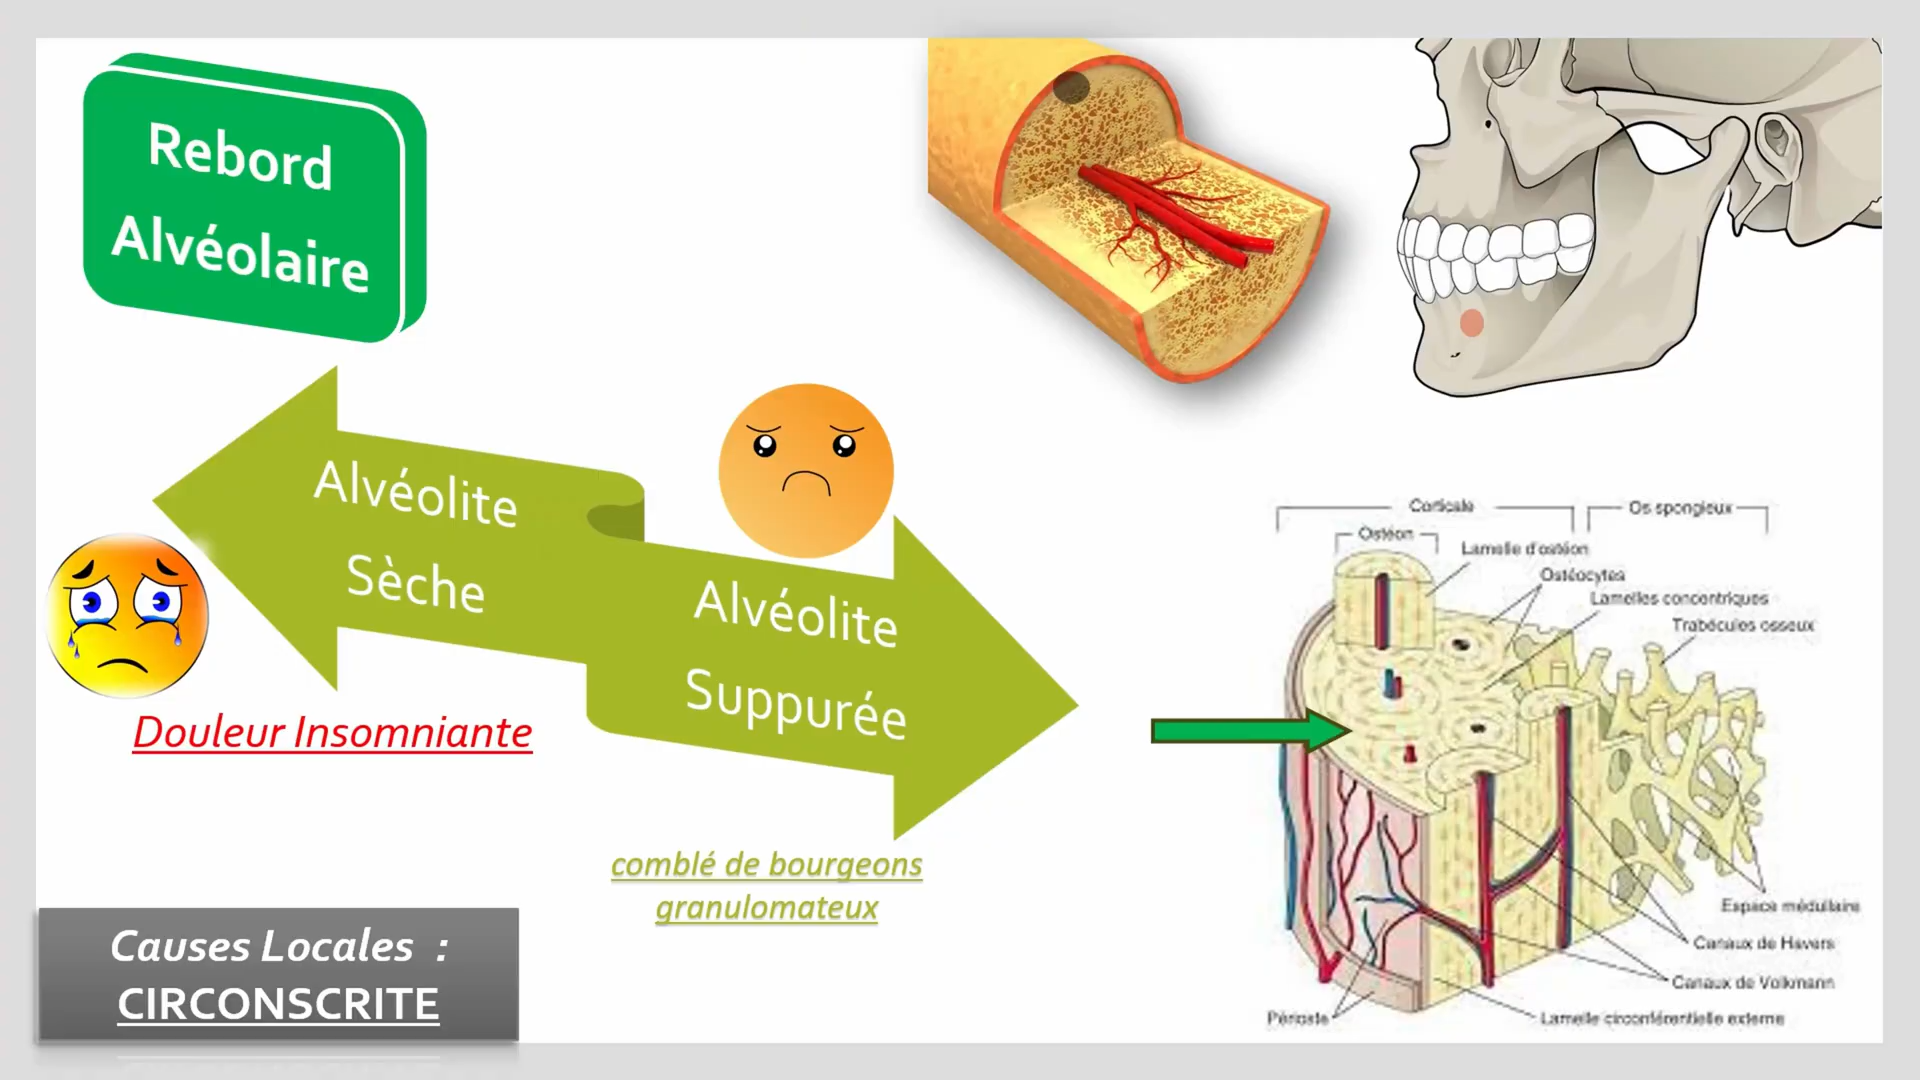 Rebord
Alvéolaire
Alvéolite
Sèche
Alvéolite
Suppurée
Douleur Insomniante
comblé de bourgeons
granulomateux
Causes Locales :
CIRCONSCRITE
Corticale
Os spongieux
Ostéon
Lamelle d'ostéon
Ostéocytes
Lamelles concentriques
Trabécules osseux
Espace médullaire
Canaux de Havers
Canaux de Volkmann
Périoste
Lamelle circonférentielle externe